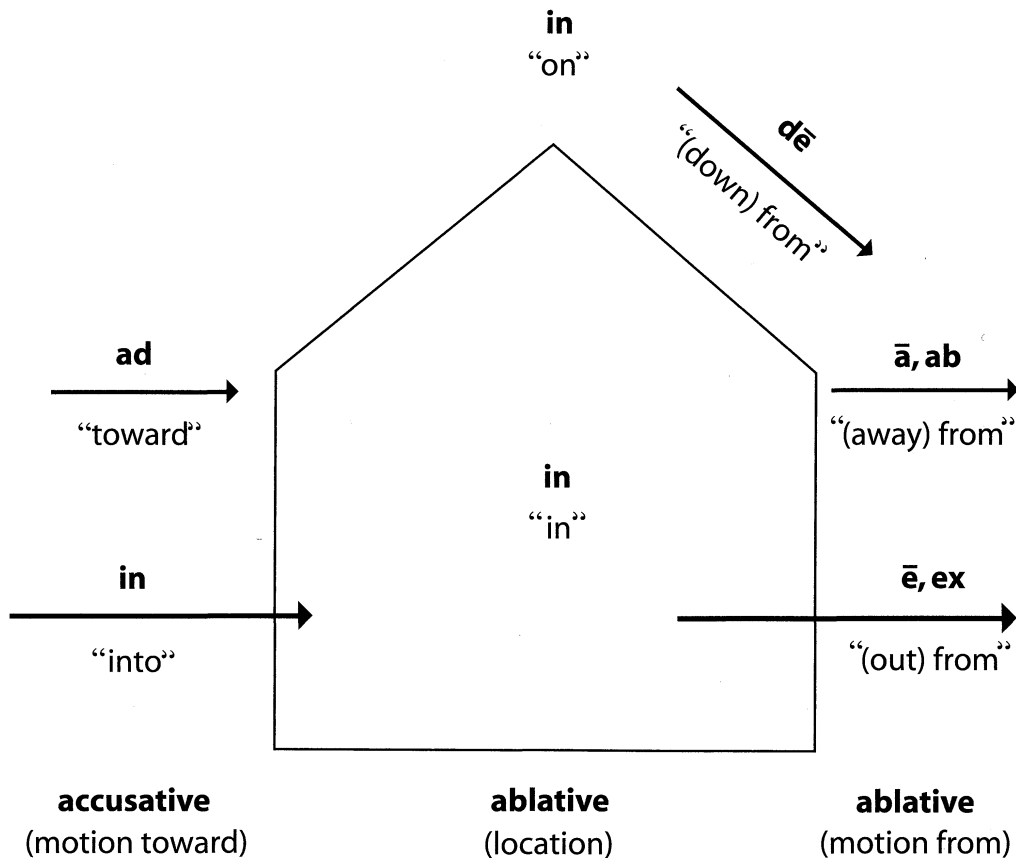 in
“on”
dē
“(down) from”
ad
“toward”
ā, ab
“(away) from”
in
“in”
in
“into”
ē, ex
“(out) from”
accusative
(motion toward)
ablative
(location)
ablative
(motion from)